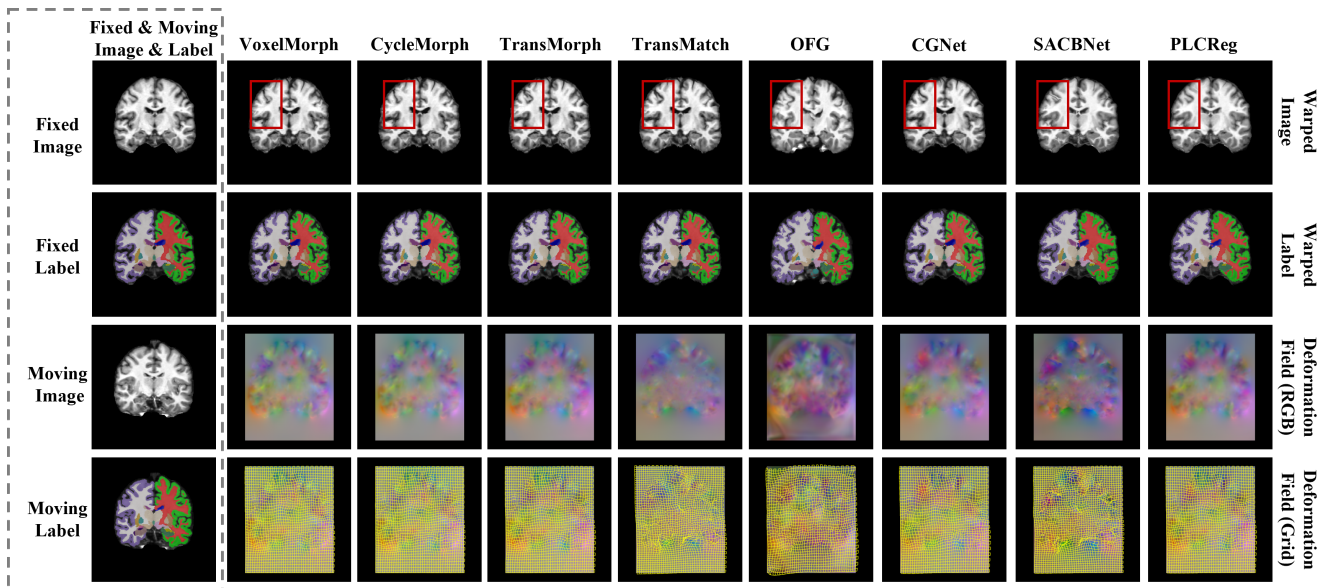 Fixed & Moving
Image & Label
VoxelMorph
CycleMorph
TransMorph
TransMatch
OFG
CGNet
SACBNet
PLCReg
Fixed
Image
Warped
Image
Fixed
Label
Warped
Label
Moving
Image
Deformation
Field (RGB)
Moving
Label
Deformation
Field (Grid)